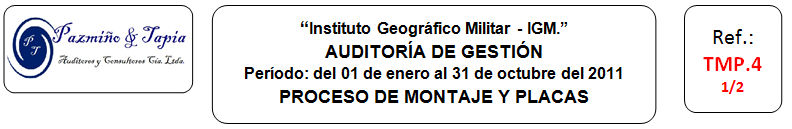 Pazmiño & Tapia
PT
Auditores y Consultores Cía. Ltda.
“Instituto Geográfico Militar - IGM.”
AUDITORÍA DE GESTIÓN
Período: del 01 de enero al 31 de octubre del 2011
PROCESO DE MONTAJE Y PLACAS
Ref.:
TMP.4
1/2